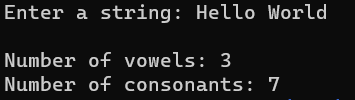 Enter a string: Hello World
Number of vowels: 3
Number of consonants: 7